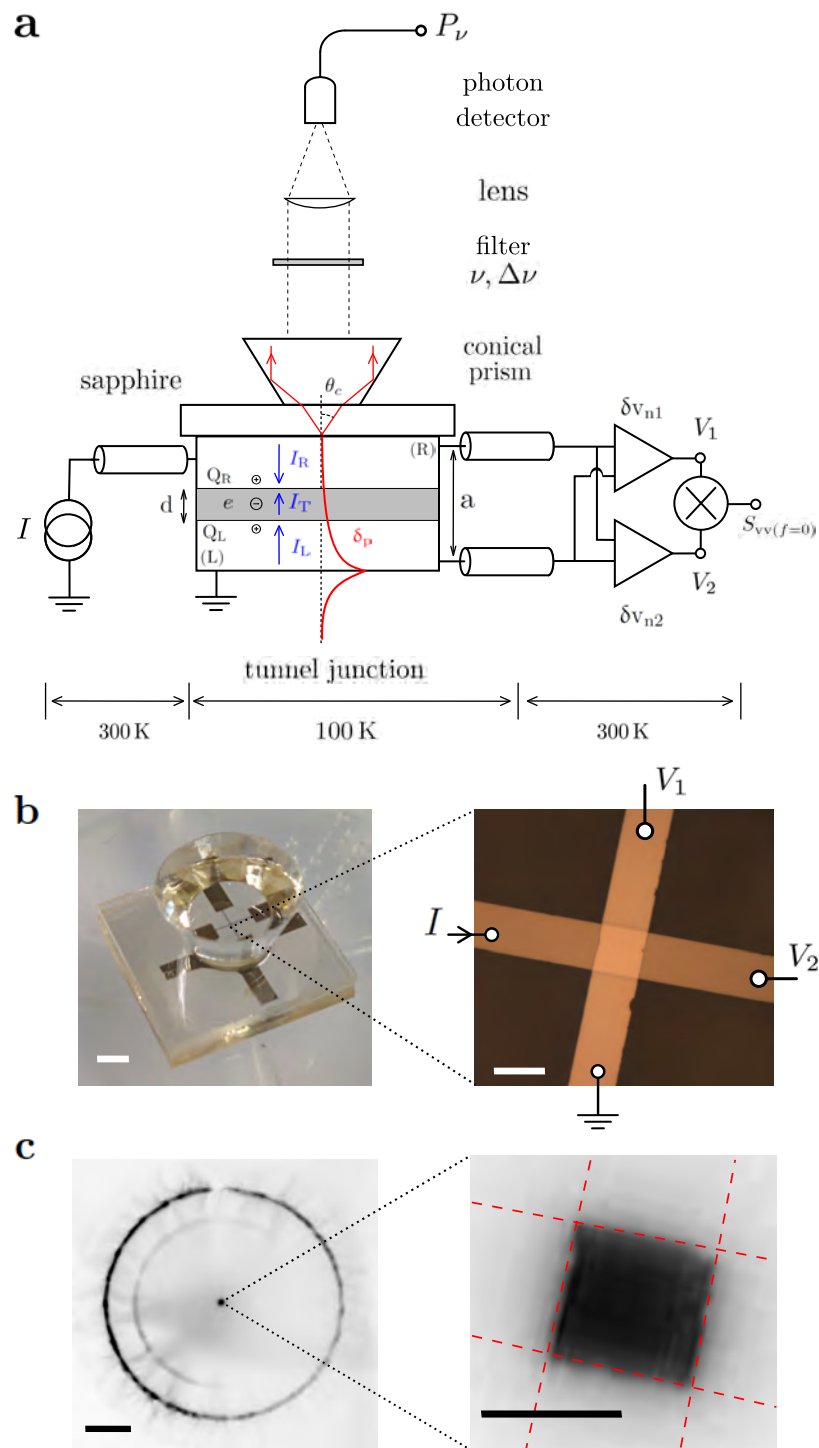 a
P_ν
photon
detector
lens
filter
ν, Δν
conical
prism
sapphire
θ_c
δv_n1
V_1
(R)
I_R
Q_R
d
e
I_T
a
I
Q_L
(L)
I_L
δ_p
S_vv(f=0)
V_2
δv_n2
tunnel junction
300 K
100 K
300 K
b
V_1
I
V_2
c